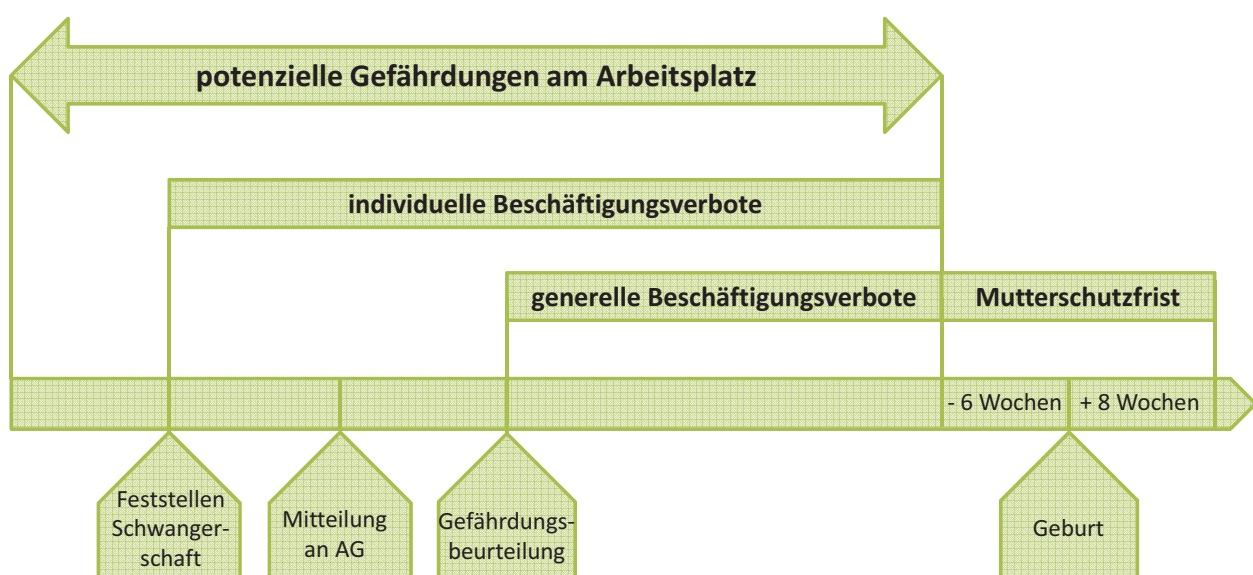 potenzielle Gefährdungen am Arbeitsplatz
individuelle Beschäftigungsverbote
generelle Beschäftigungsverbote
Mutterschutzfrist
- 6 Wochen
+ 8 Wochen
Feststellen
Schwanger-
schaft
Mitteilung
an AG
Gefährdungs-
beurteilung
Geburt